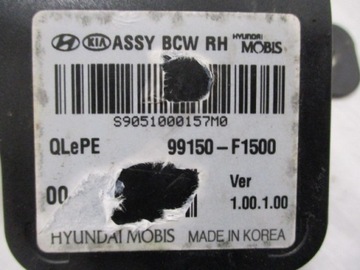 KIA ASSY BCW RH HYUNDAI MOBIS
S9051000157M0
QLePE 99150-F1500
00 Ver
1.00.1.00
HYUNDAI MOBIS MADE IN KOREA